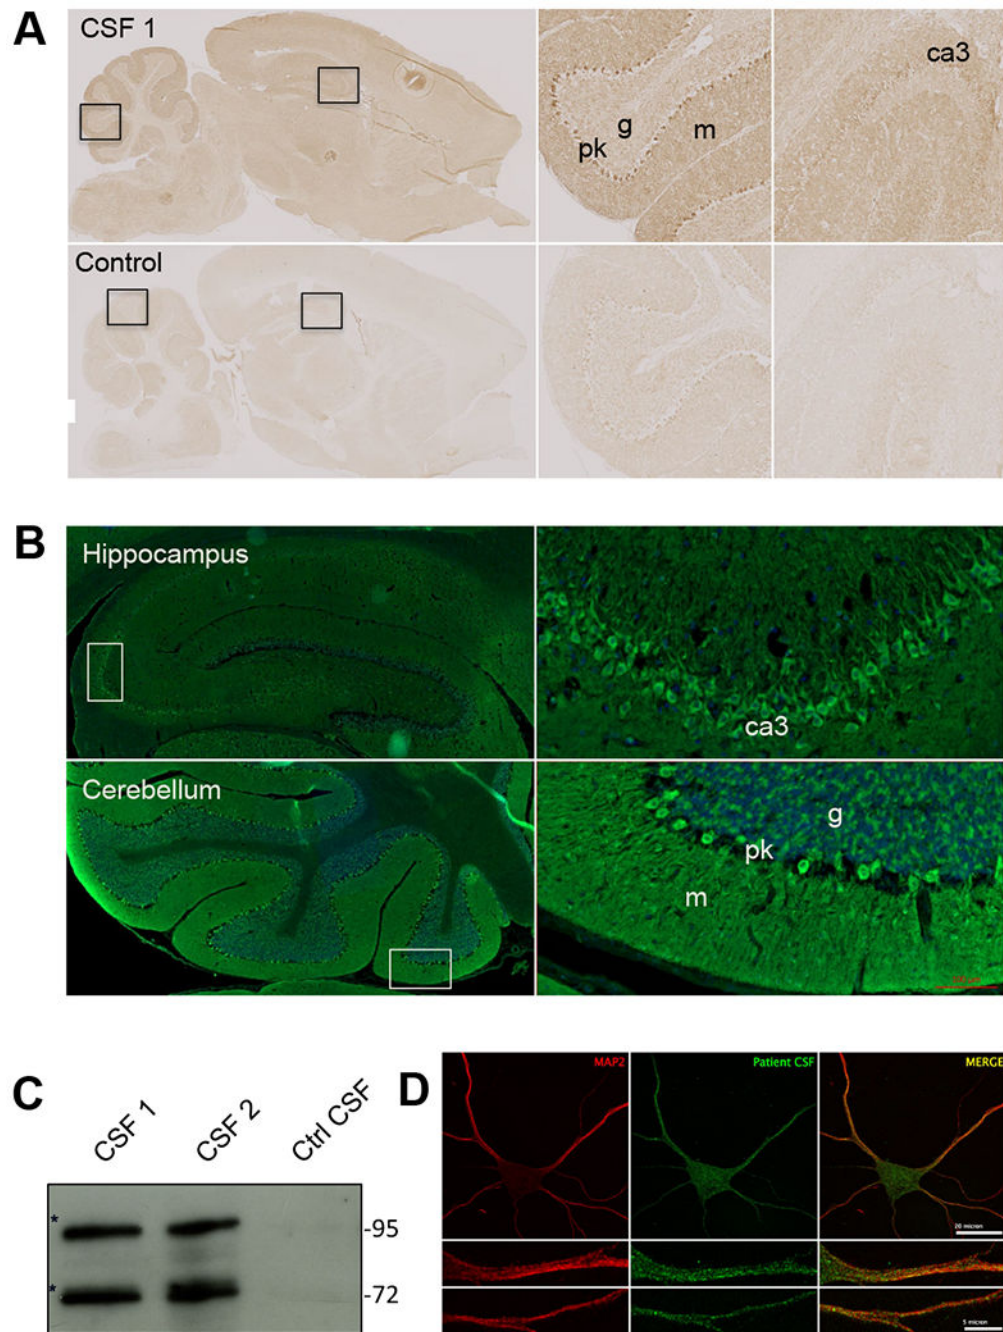 A
CSF 1
g
pk
m
ca3
Control
B
Hippocampus
ca3
Cerebellum
g
pk
m
C
CSF 1
CSF 2
Ctrl CSF
*
-95
*
-72
D
MAP2
Patient CSF
MERGE
20 micron
5 micron